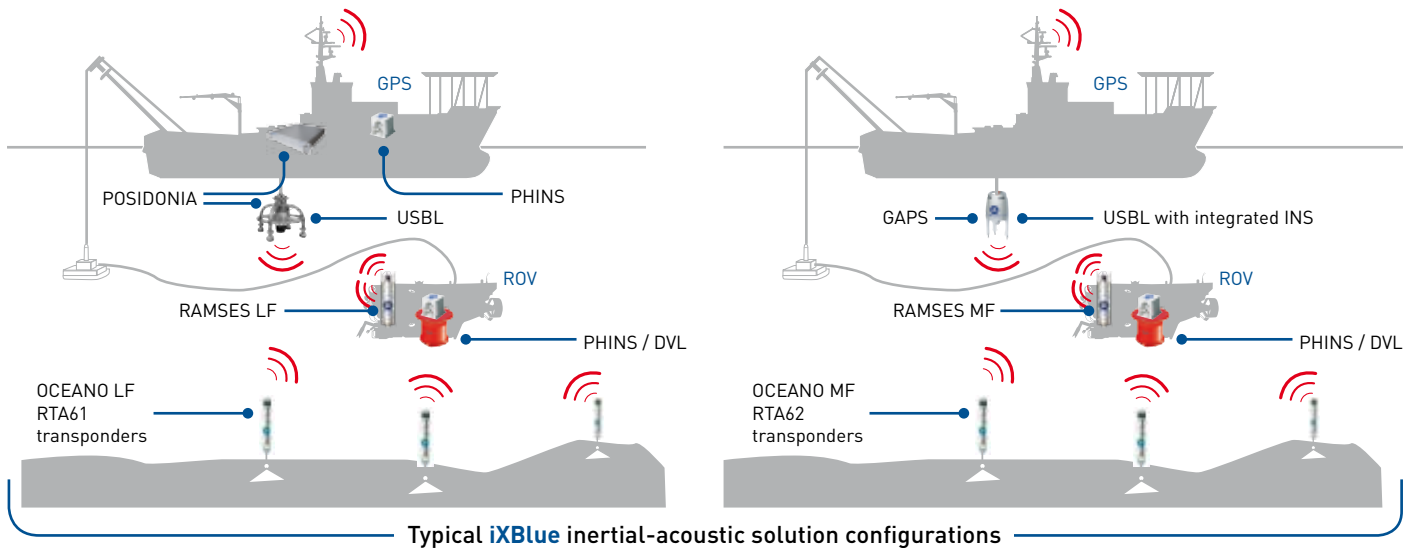 GPS
POSIDONIA
PHINS
USBL
ROV
RAMSES LF
PHINS / DVL
OCEANO LF
RTA61
transponders
GPS
GAPS
USBL with integrated INS
ROV
RAMSES MF
PHINS / DVL
OCEANO MF
RTA62
transponders
Typical iXBlue inertial-acoustic solution configurations